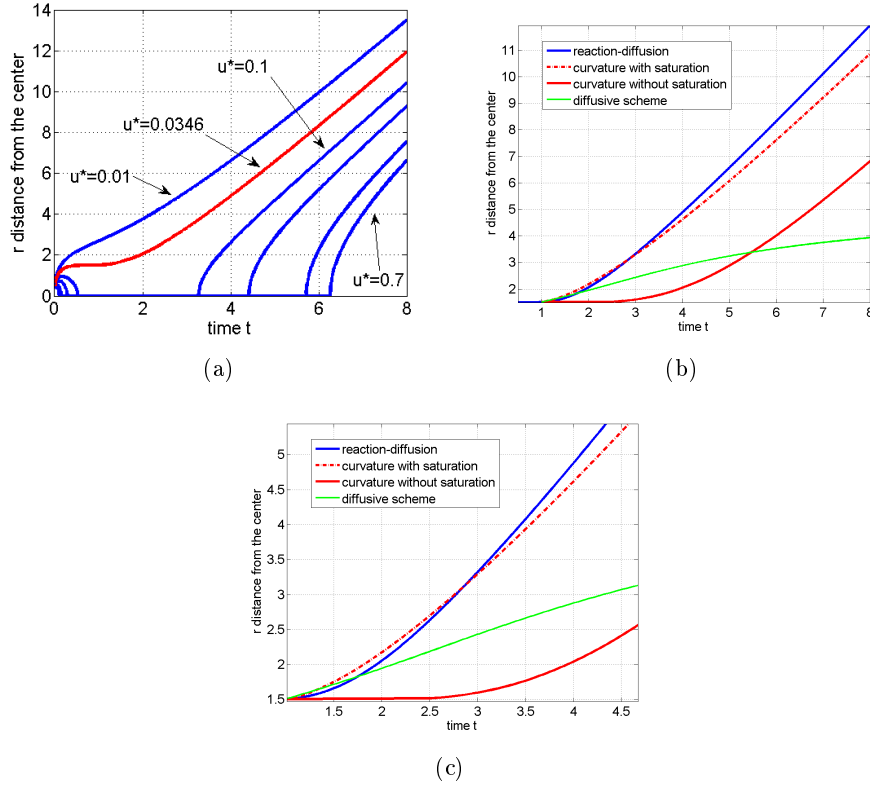 14
12
10
8
6
4
2
0
r distance from the center
u*=0.1
u*=0.0346
u*=0.01
u*=0.7
0 2 4 6 8
time t
(a)
11
10
9
8
7
6
5
4
3
2
r distance from the center
reaction-diffusion
curvature with saturation
curvature without saturation
diffusive scheme
1 2 3 4 5 6 7 8
time t
(b)
5
4.5
4
3.5
3
2.5
2
1.5
r distance from the center
reaction-diffusion
curvature with saturation
curvature without saturation
diffusive scheme
1.5 2 2.5 3 3.5 4 4.5
time t
(c)